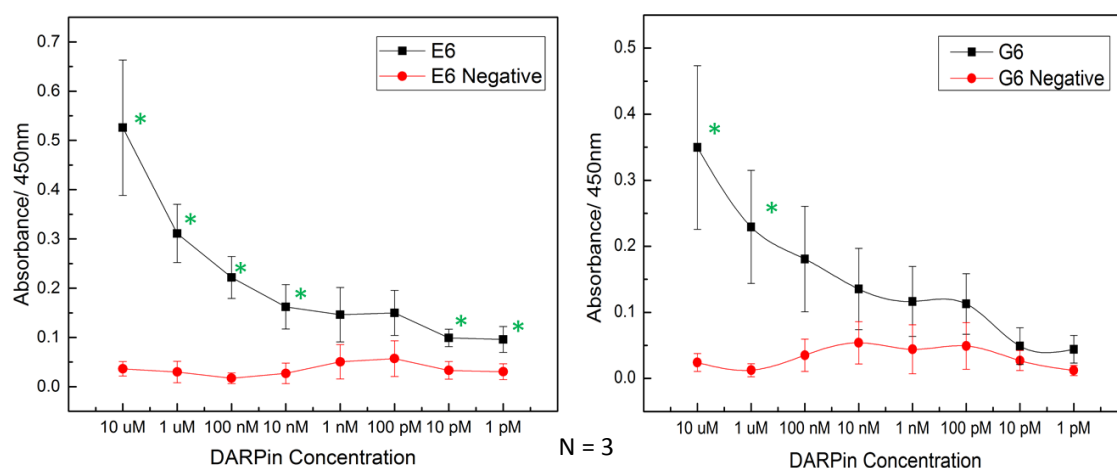 E6
E6 Negative
0.7
0.6
0.5
0.4
0.3
0.2
0.1
0.0
Absorbance/ 450nm
*
*
*
*
*
*
10 uM 1 uM 100 nM 10 nM 1 nM 100 pM 10 pM 1 pM
DARPin Concentration
N = 3
G6
G6 Negative
0.5
0.4
0.3
0.2
0.1
0.0
Absorbance/ 450nm
*
*
10 uM 1 uM 100 nM 10 nM 1 nM 100 pM 10 pM 1 pM
DARPin Concentration